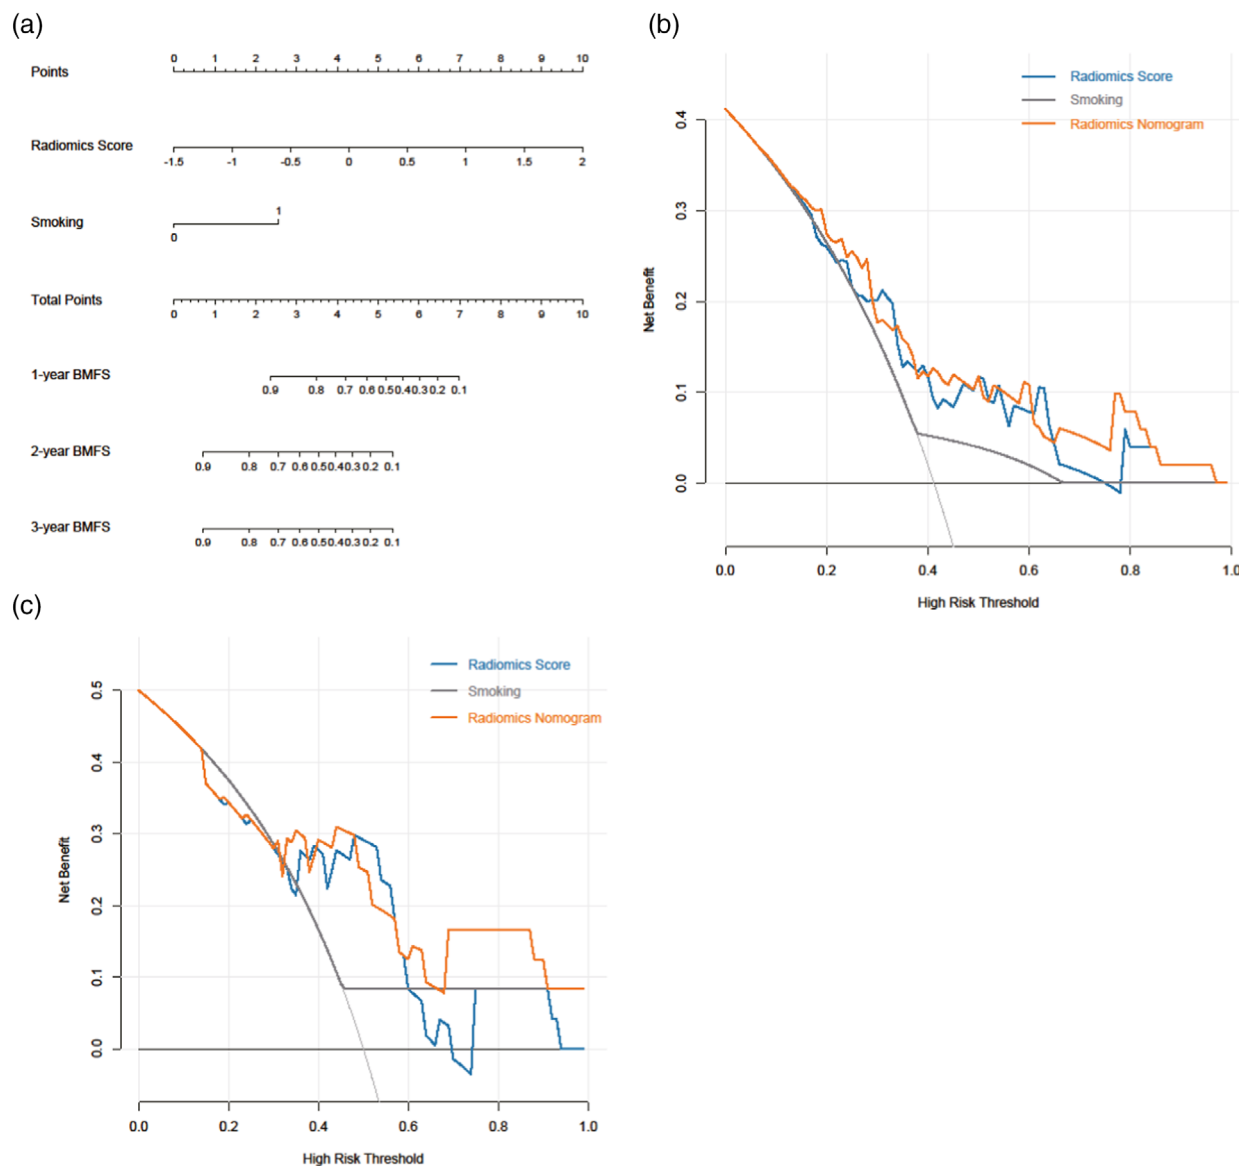 (a)
Points
0 1 2 3 4 5 6 7 8 9 10
Radiomics Score
-1.5 -1 -0.5 0 0.5 1 1.5 2
Smoking
1
0
Total Points
0 1 2 3 4 5 6 7 8 9 10
1-year BMFS
0.9 0.8 0.7 0.6 0.5 0.4 0.3 0.2 0.1
2-year BMFS
0.9 0.8 0.7 0.6 0.5 0.4 0.3 0.2 0.1
3-year BMFS
0.9 0.8 0.7 0.6 0.5 0.4 0.3 0.2 0.1
(b)
Radiomics Score
Smoking
Radiomics Nomogram
Net Benefit
0.4
0.3
0.2
0.1
0.0
0.0 0.2 0.4 0.6 0.8 1.0
High Risk Threshold
(c)
Radiomics Score
Smoking
Radiomics Nomogram
Net Benefit
0.5
0.4
0.3
0.2
0.1
0.0
0.0 0.2 0.4 0.6 0.8 1.0
High Risk Threshold